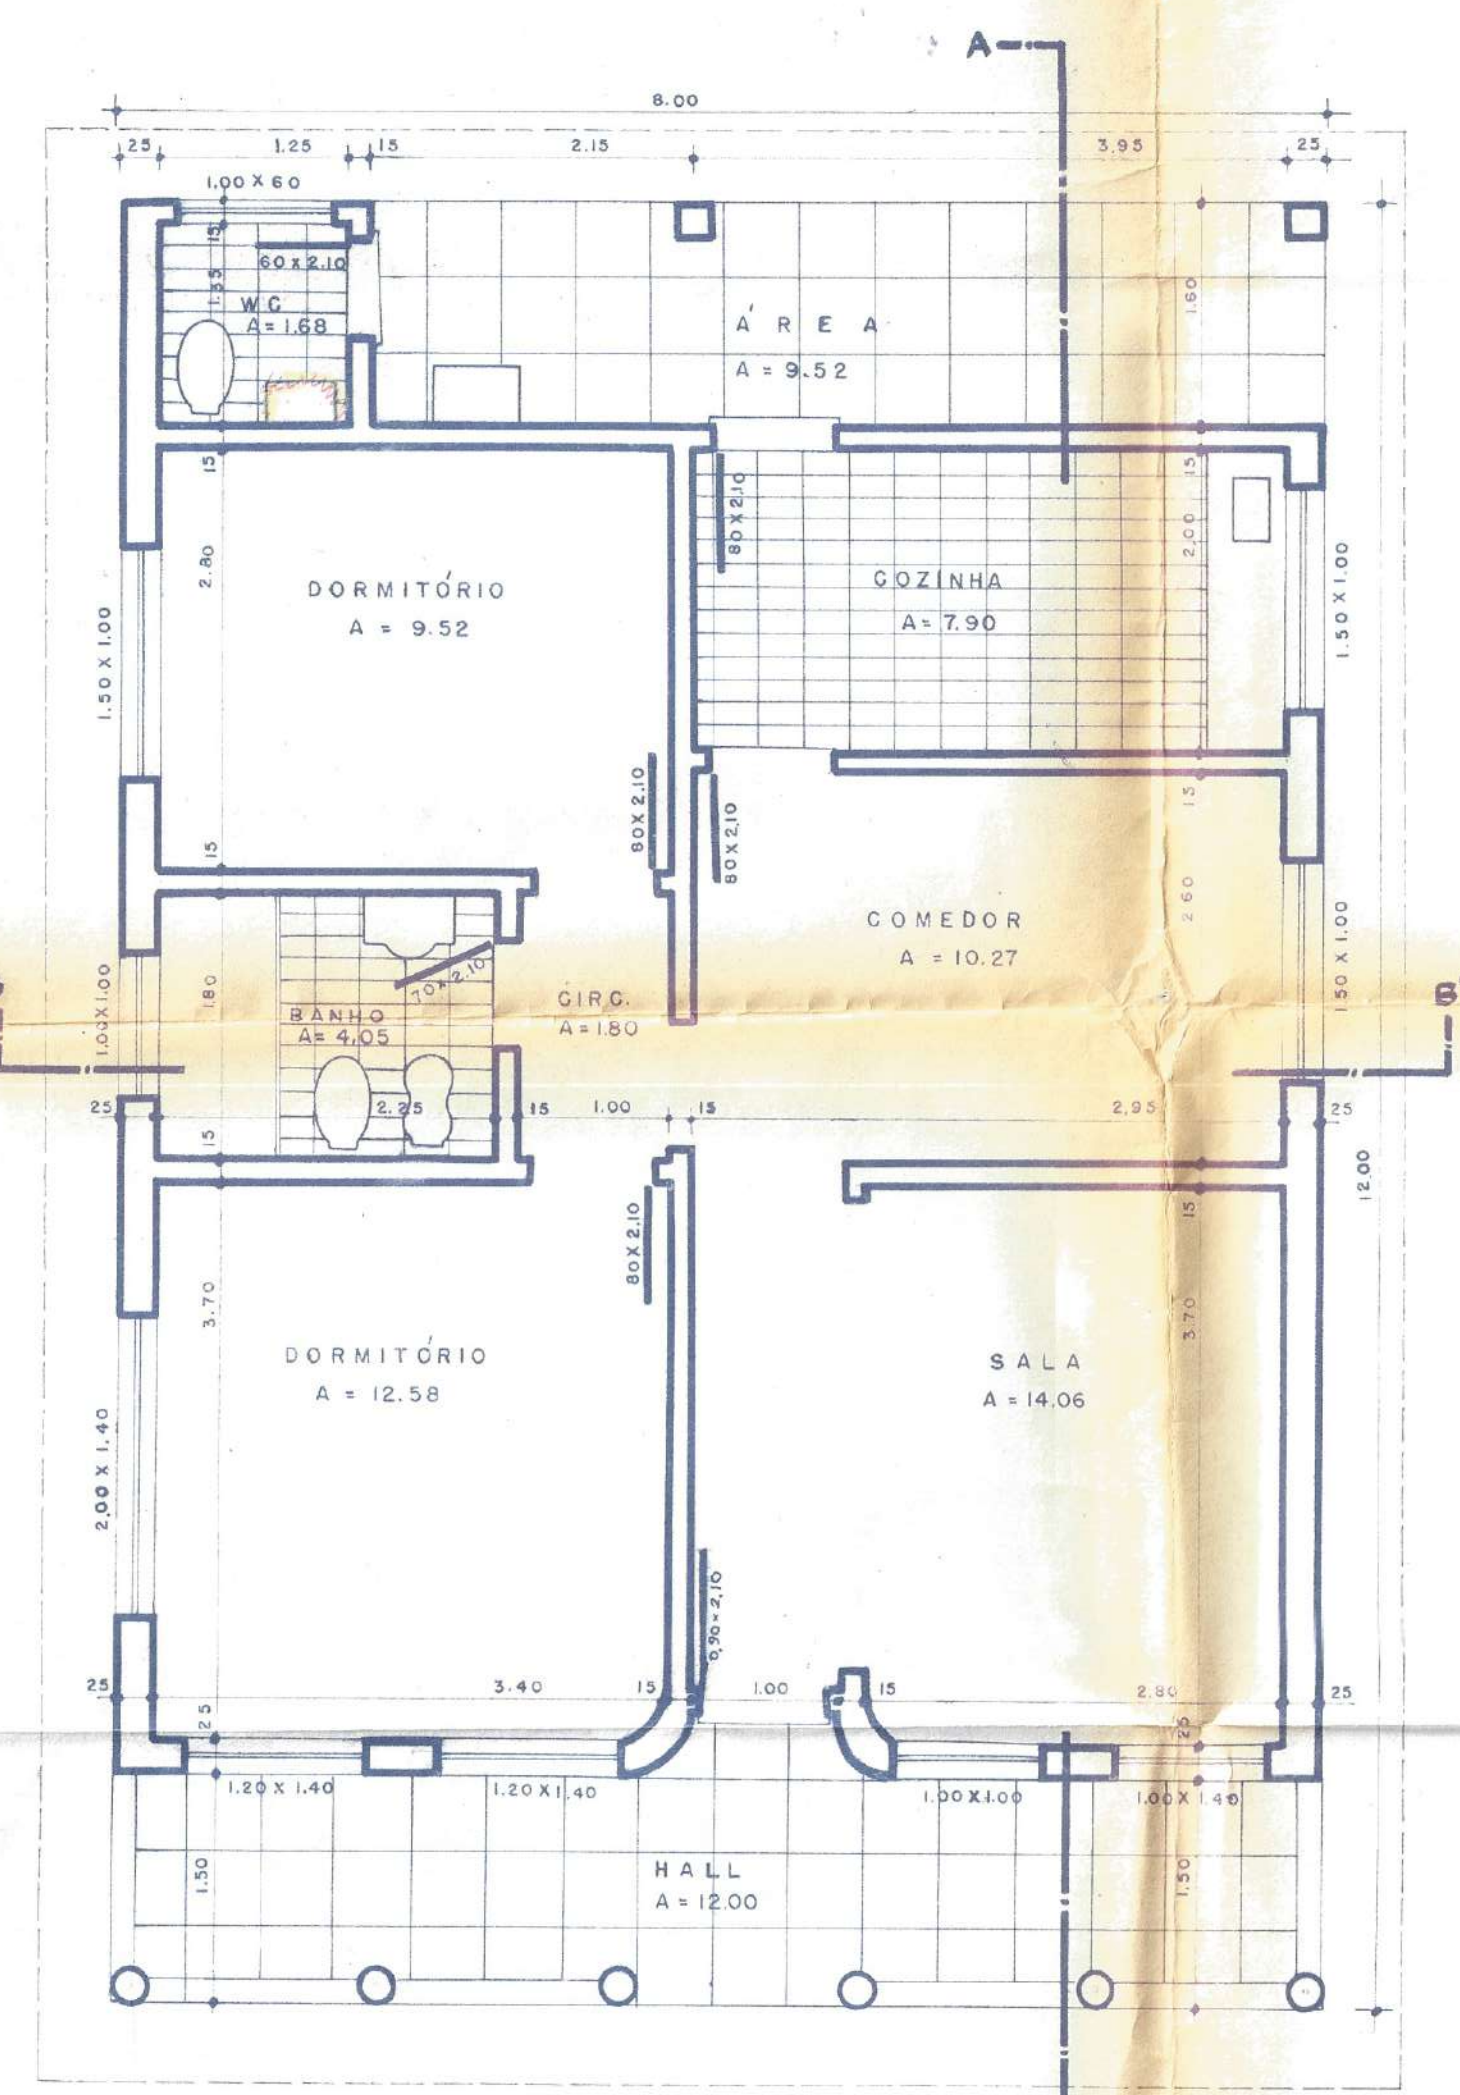 A
8.00
25 1.25 15 2.15 3.95 25
1.00 X 60
15
60 x 2.10
1.35
WC
A= 1.68
ÁREA
A = 9.52
1.60
15
80 X 2.10
15
2.80
2.00
DORMITÓRIO
A = 9.52
COZINHA
A= 7.90
1.50 X 1.00
1.50 X 1.00
80 X 2.10
80 X 2.10
15
15
2.60
COMEDOR
A = 10.27
1.50 X 1.00
1.00X1.00
1.80
70 x 2.10
BANHO
A= 4,05
CIRC.
A = 1.80
B
25 2.25 15 1.00 15 2,95 25
15
12.00
15
80 X 2,10
3.70
3.70
DORMITÓRIO
A = 12.58
SALA
A = 14,06
2,00 X 1.40
0,90 x 2,10
25 3.40 15 1.00 15 2.80 25
25
25
1.20 X 1.40
1.20 X 1.40
1.00 X 1.00
1.00 X 1.40
1.50
1.50
HALL
A = 12.00